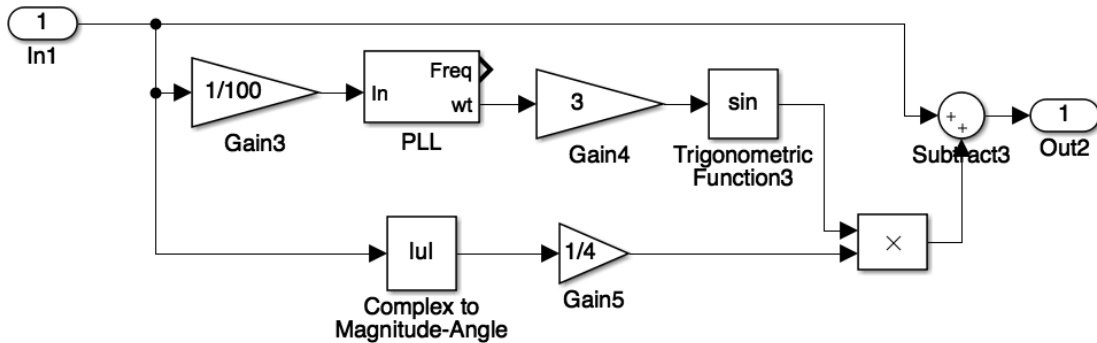 1
In1
1/100
Gain3
In
Freq
wt
PLL
3
Gain4
sin
Trigonometric
Function3
+
+
Subtract3
1
Out2
|u|
Complex to
Magnitude-Angle
1/4
Gain5
×